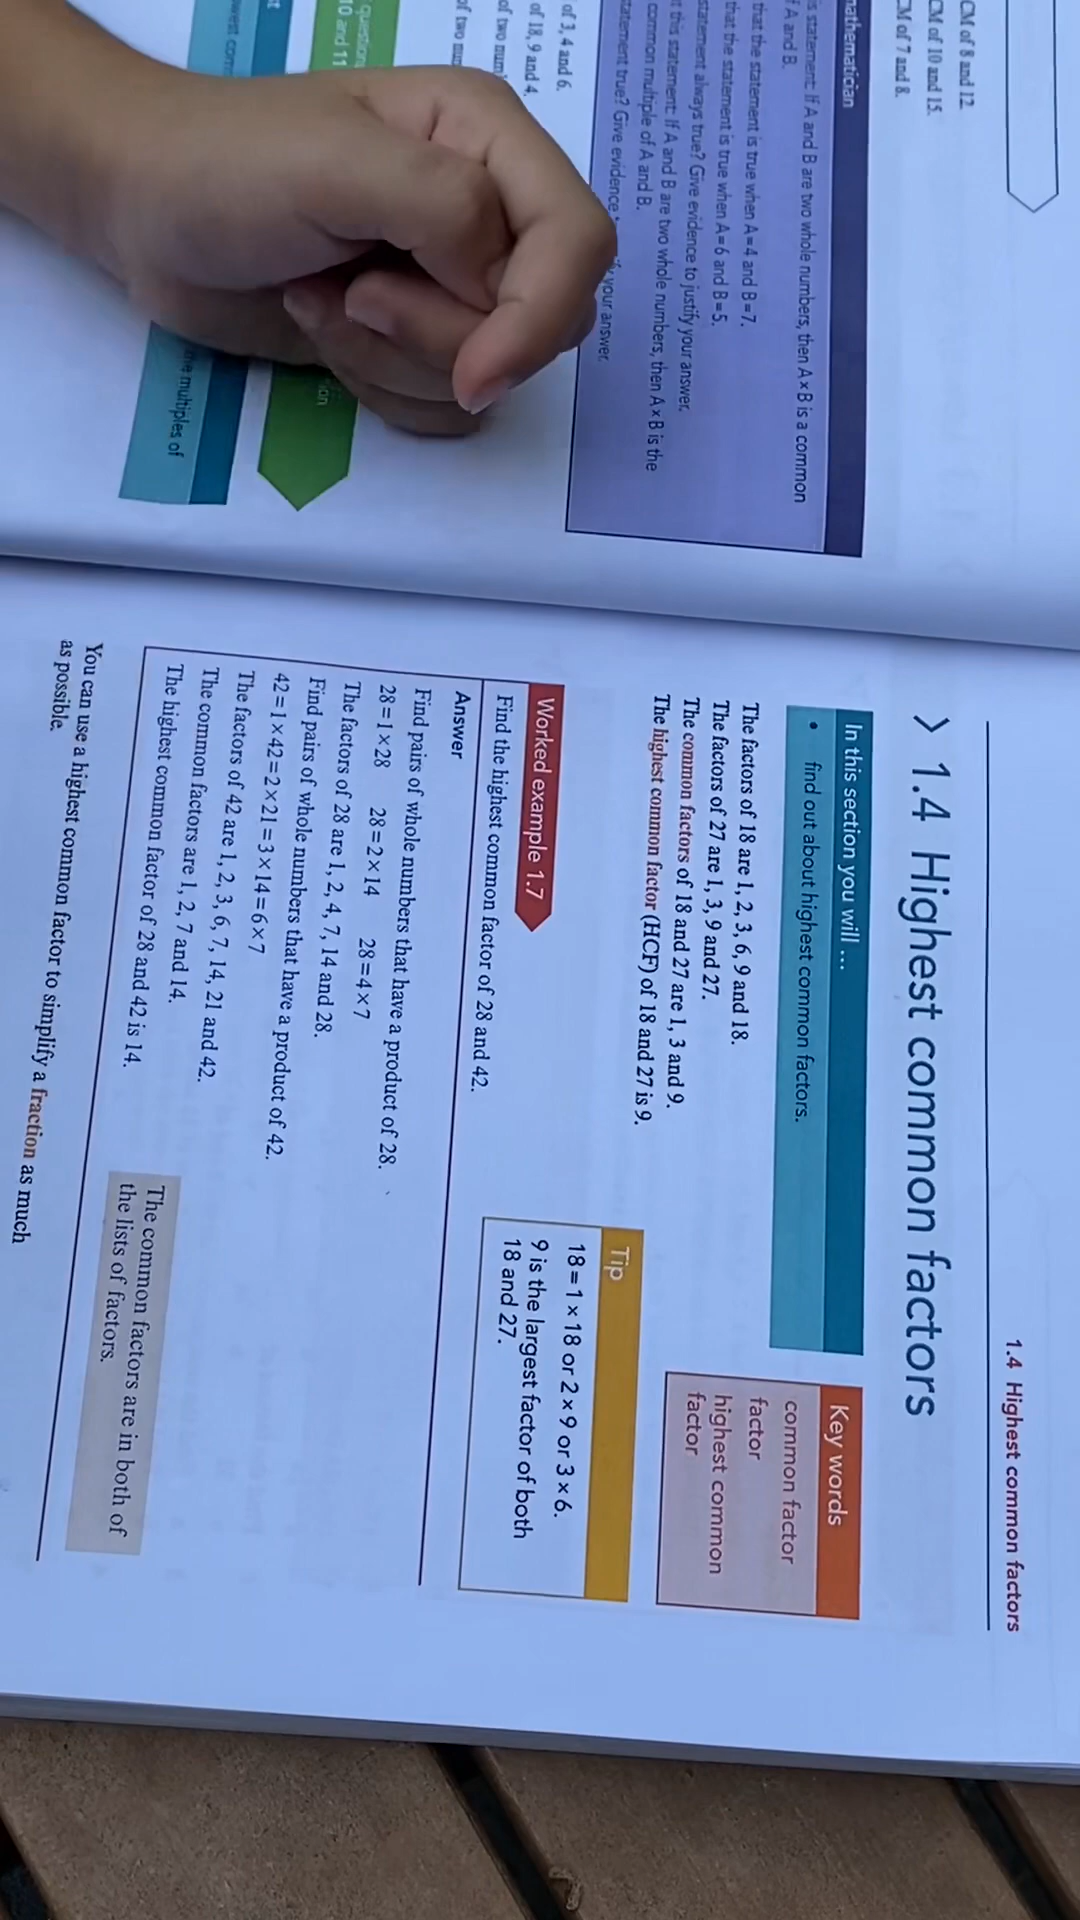 CM of 8 and 12.
CM of 10 and 15.
CM of 7 and 8.
mathematician
is statement: If A and B are two whole numbers, then A × B is a common
f A and B.
that the statement is true when A = 4 and B = 7.
that the statement is true when A = 6 and B = 5.
statement always true? Give evidence to justify your answer.
t this statement: If A and B are two whole numbers, then A × B is the
common multiple of A and B.
statement true? Give evidence your answer.
of 3, 4 and 6.
of 18, 9 and 4.
of two num
of two num
question
10 and 11
multiples of
1.4 Highest common factors
1.4 Highest common factors
In this section you will ...
• find out about highest common factors.
Key words
common factor
factor
highest common
factor
The factors of 18 are 1, 2, 3, 6, 9 and 18.
The factors of 27 are 1, 3, 9 and 27.
The common factors of 18 and 27 are 1, 3 and 9.
The highest common factor (HCF) of 18 and 27 is 9.
Tip
18 = 1 × 18 or 2 × 9 or 3 × 6.
9 is the largest factor of both
18 and 27.
Worked example 1.7
Find the highest common factor of 28 and 42.
Answer
Find pairs of whole numbers that have a product of 28.
28 = 1 × 28 28 = 2 × 14 28 = 4 × 7
The factors of 28 are 1, 2, 4, 7, 14 and 28.
Find pairs of whole numbers that have a product of 42.
42 = 1 × 42 = 2 × 21 = 3 × 14 = 6 × 7
The factors of 42 are 1, 2, 3, 6, 7, 14, 21 and 42.
The common factors are 1, 2, 7 and 14.
The highest common factor of 28 and 42 is 14.
The common factors are in both of
the lists of factors.
You can use a highest common factor to simplify a fraction as much
as possible.